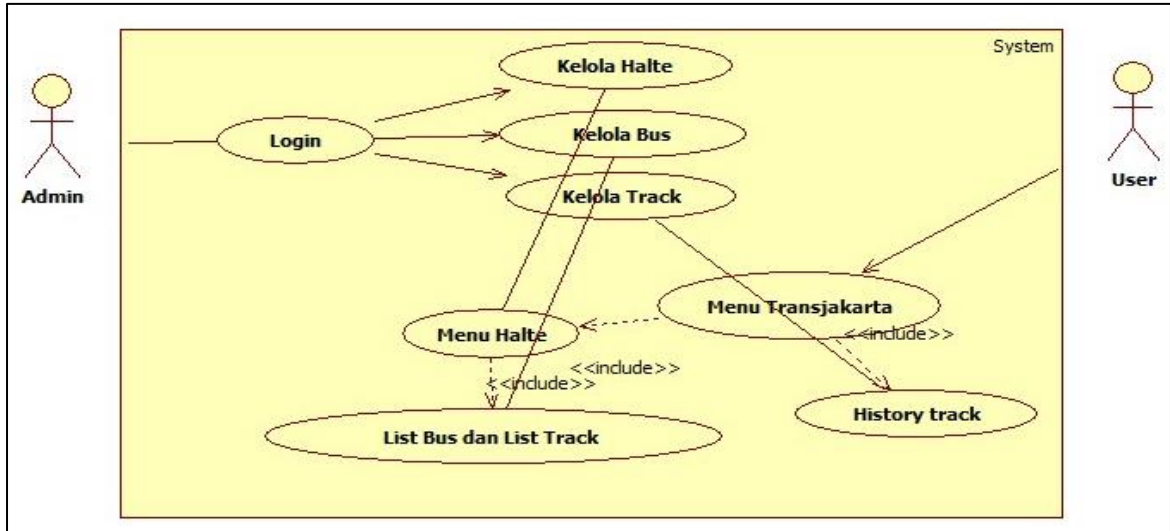 System
Kelola Halte
Login
Kelola Bus
Admin
User
Kelola Track
Menu Transjakarta
Menu Halte
<<include>>
<<include>>
<<include>>
History track
List Bus dan List Track